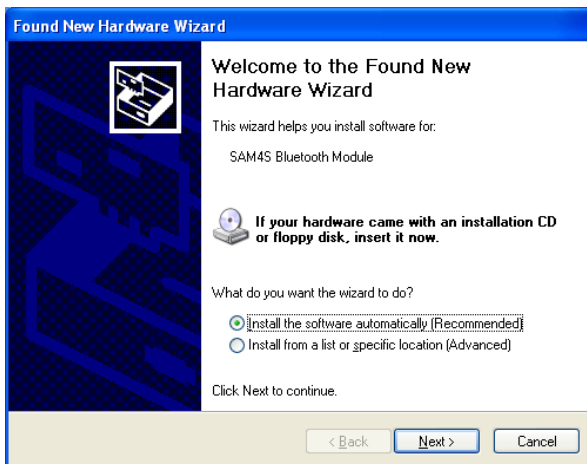 Found New Hardware Wizard
Welcome to the Found New
Hardware Wizard
This wizard helps you install software for:
SAM4S Bluetooth Module
If your hardware came with an installation CD
or floppy disk, insert it now.
What do you want the wizard to do?
Install the software automatically (Recommended)
Install from a list or specific location (Advanced)
Click Next to continue.
< Back Next > Cancel